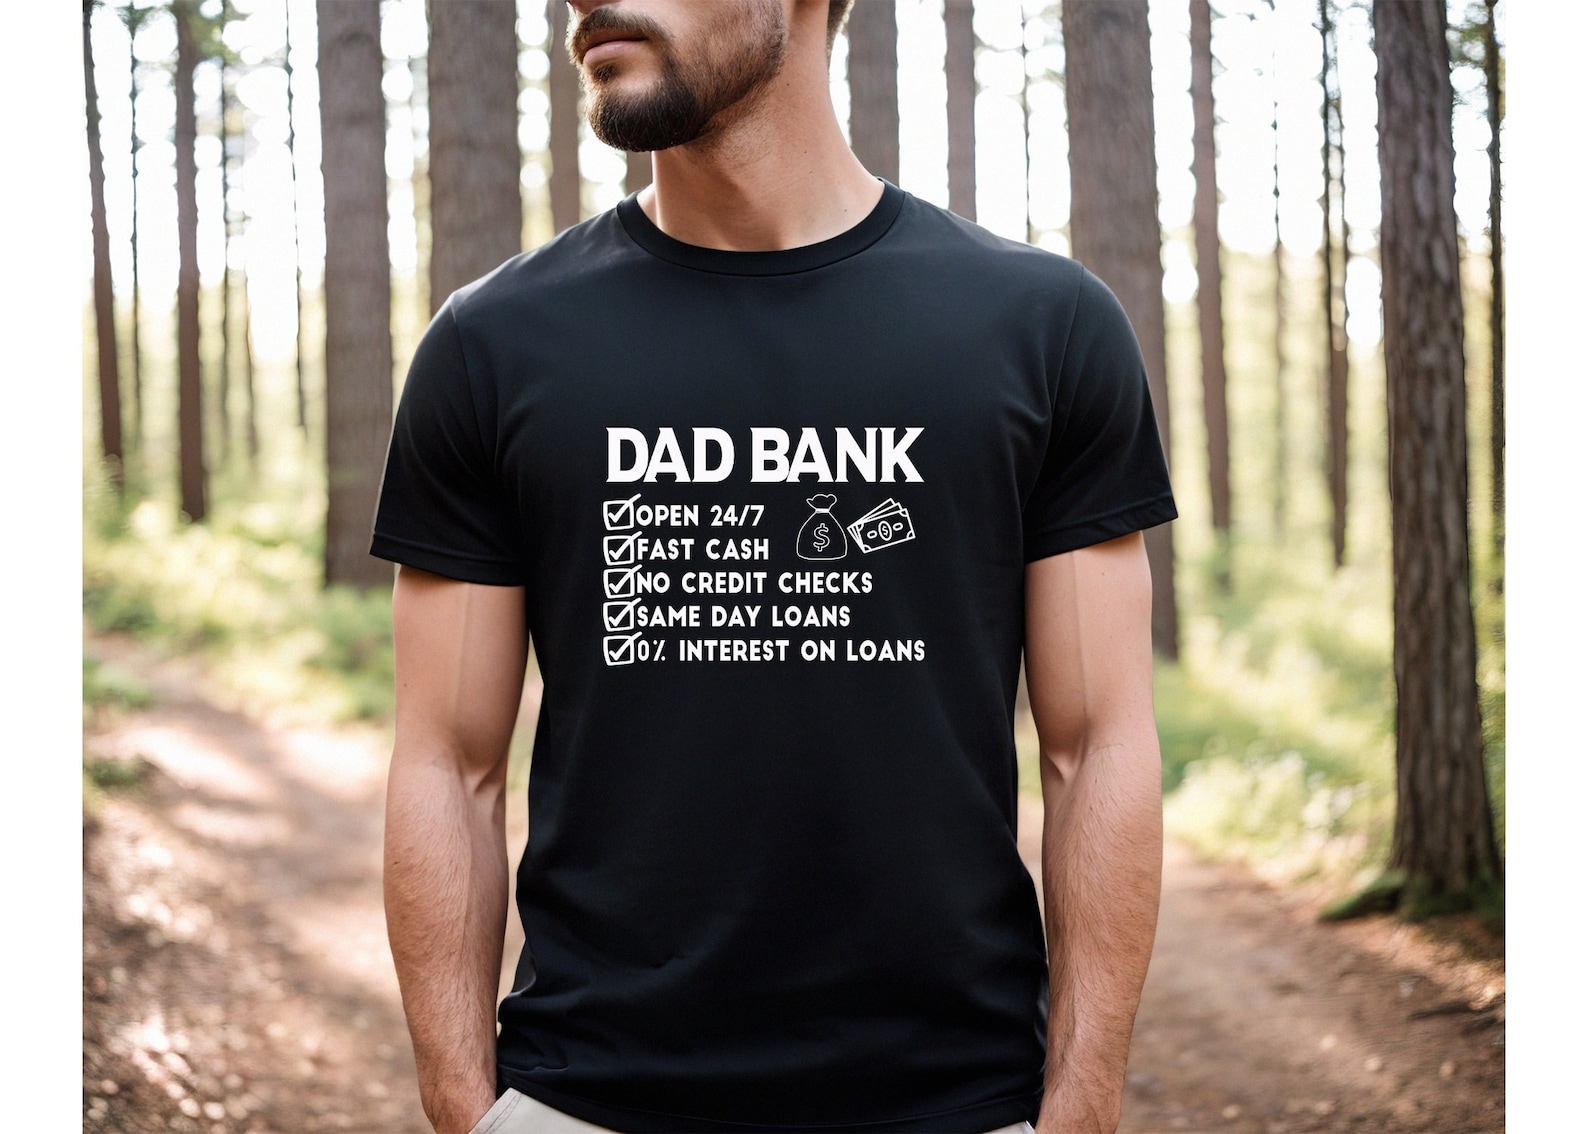 DAD BANK
OPEN 24/7
FAST CASH
NO CREDIT CHECKS
SAME DAY LOANS
0% INTEREST ON LOANS
$
$